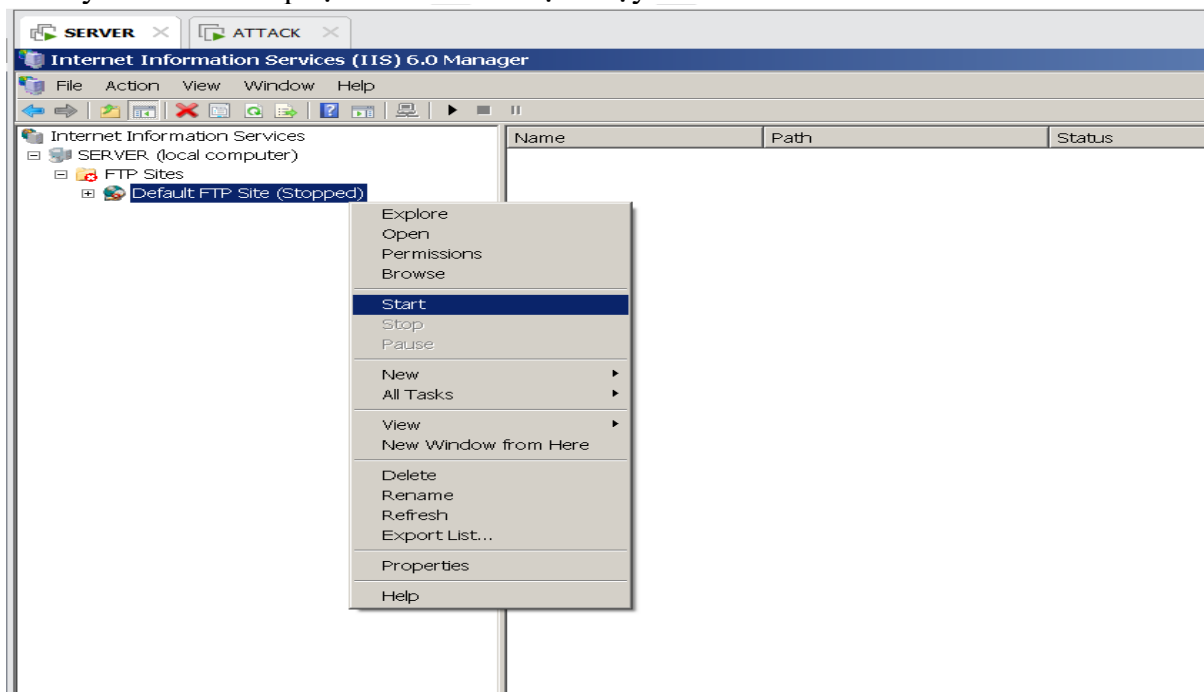 SERVER
ATTACK
Internet Information Services (IIS) 6.0 Manager
File Action View Window Help
Internet Information Services
Name Path Status
SERVER (local computer)
FTP Sites
Default FTP Site (Stopped)
Explore
Open
Permissions
Browse
Start
Stop
Pause
New
All Tasks
View
New Window from Here
Delete
Rename
Refresh
Export List...
Properties
Help